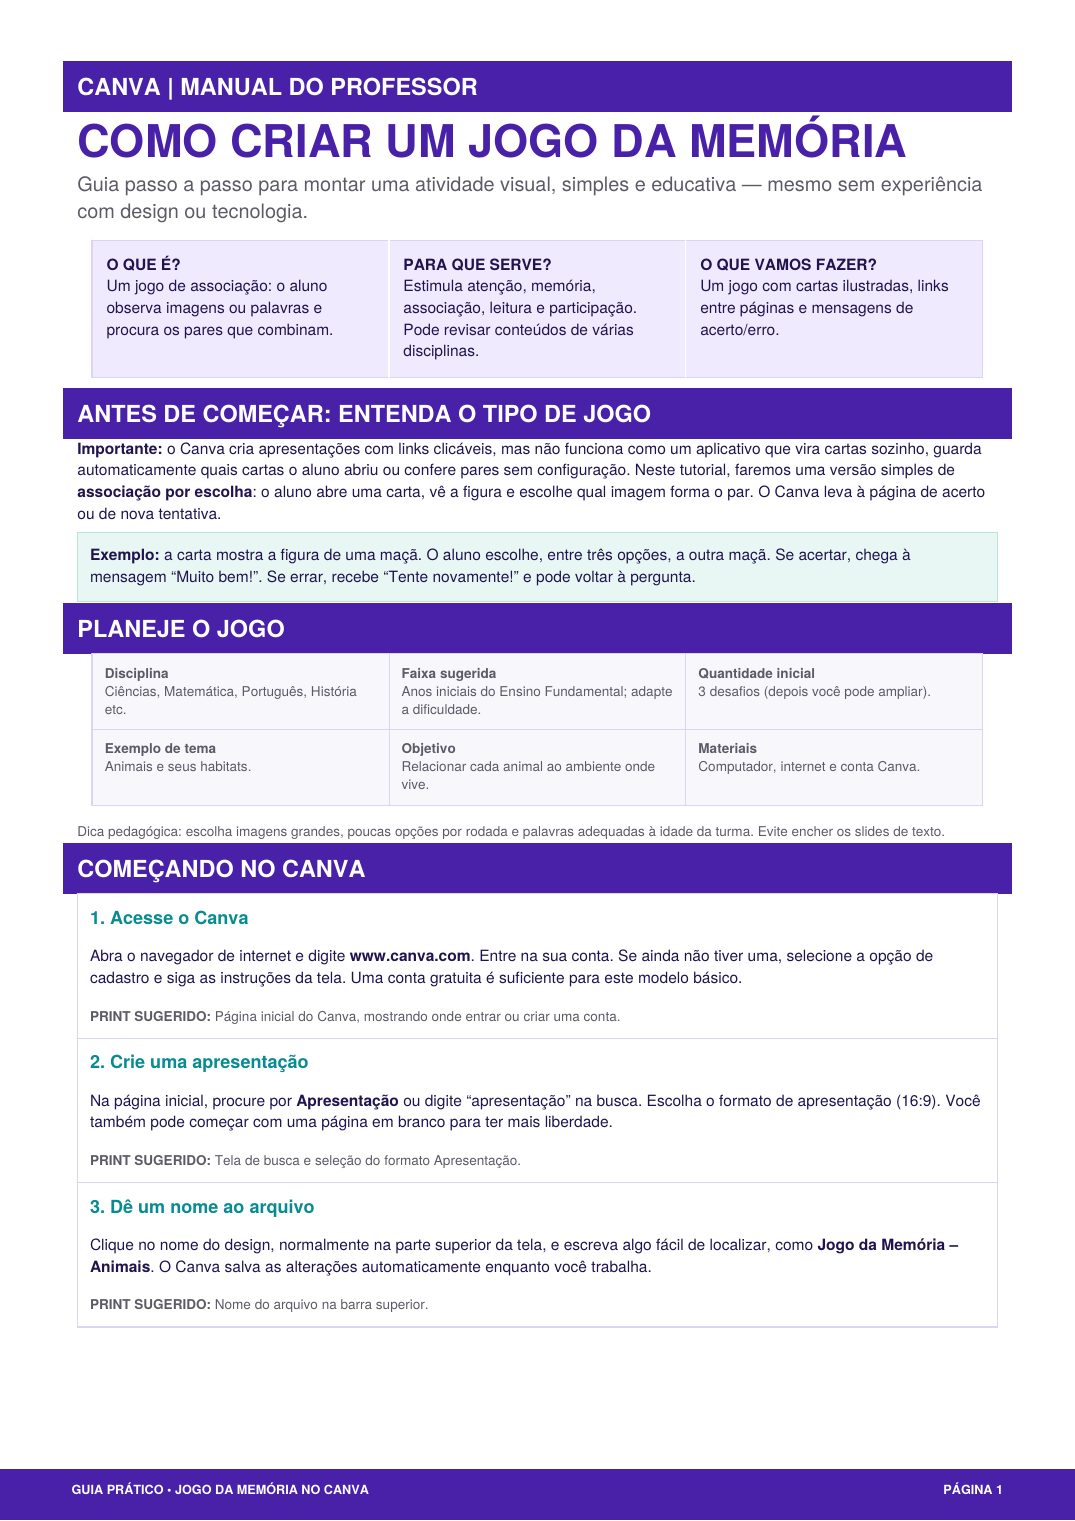 CANVA | MANUAL DO PROFESSOR
COMO CRIAR UM JOGO DA MEMÓRIA
Guia passo a passo para montar uma atividade visual, simples e educativa — mesmo sem experiência
com design ou tecnologia.
O QUE É?
Um jogo de associação: o aluno
observa imagens ou palavras e
procura os pares que combinam.
PARA QUE SERVE?
Estimula atenção, memória,
associação, leitura e participação.
Pode revisar conteúdos de várias
disciplinas.
O QUE VAMOS FAZER?
Um jogo com cartas ilustradas, links
entre páginas e mensagens de
acerto/erro.
ANTES DE COMEÇAR: ENTENDA O TIPO DE JOGO
Importante: o Canva cria apresentações com links clicáveis, mas não funciona como um aplicativo que vira cartas sozinho, guarda
automaticamente quais cartas o aluno abriu ou confere pares sem configuração. Neste tutorial, faremos uma versão simples de
associação por escolha: o aluno abre uma carta, vê a figura e escolhe qual imagem forma o par. O Canva leva à página de acerto
ou de nova tentativa.
Exemplo: a carta mostra a figura de uma maçã. O aluno escolhe, entre três opções, a outra maçã. Se acertar, chega à
mensagem “Muito bem!”. Se errar, recebe “Tente novamente!” e pode voltar à pergunta.
PLANEJE O JOGO
Disciplina
Ciências, Matemática, Português, História
etc.
Faixa sugerida
Anos iniciais do Ensino Fundamental; adapte
a dificuldade.
Quantidade inicial
3 desafios (depois você pode ampliar).
Exemplo de tema
Animais e seus habitats.
Objetivo
Relacionar cada animal ao ambiente onde
vive.
Materiais
Computador, internet e conta Canva.
Dica pedagógica: escolha imagens grandes, poucas opções por rodada e palavras adequadas à idade da turma. Evite encher os slides de texto.
COMEÇANDO NO CANVA
1. Acesse o Canva
Abra o navegador de internet e digite www.canva.com. Entre na sua conta. Se ainda não tiver uma, selecione a opção de
cadastro e siga as instruções da tela. Uma conta gratuita é suficiente para este modelo básico.
PRINT SUGERIDO: Página inicial do Canva, mostrando onde entrar ou criar uma conta.
2. Crie uma apresentação
Na página inicial, procure por Apresentação ou digite “apresentação” na busca. Escolha o formato de apresentação (16:9). Você
também pode começar com uma página em branco para ter mais liberdade.
PRINT SUGERIDO: Tela de busca e seleção do formato Apresentação.
3. Dê um nome ao arquivo
Clique no nome do design, normalmente na parte superior da tela, e escreva algo fácil de localizar, como Jogo da Memória –
Animais. O Canva salva as alterações automaticamente enquanto você trabalha.
PRINT SUGERIDO: Nome do arquivo na barra superior.
GUIA PRÁTICO • JOGO DA MEMÓRIA NO CANVA
PÁGINA 1